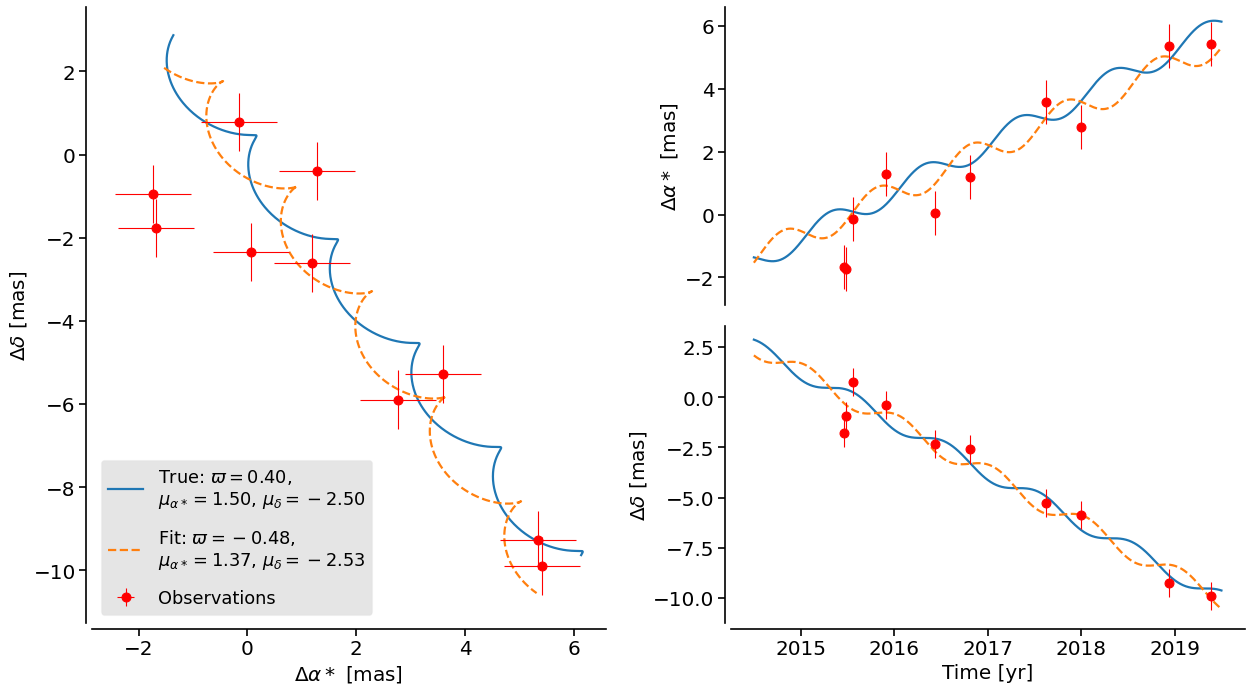 2
0
−2
−4
−6
−8
−10
Δδ [mas]
−2
0
2
4
6
Δα∗ [mas]
True: ϖ = 0.40,
μα∗ = 1.50, μδ = −2.50
Fit: ϖ = −0.48,
μα∗ = 1.37, μδ = −2.53
Observations
6
4
2
0
−2
Δα∗ [mas]
2.5
0.0
−2.5
−5.0
−7.5
−10.0
Δδ [mas]
2015
2016
2017
2018
2019
Time [yr]